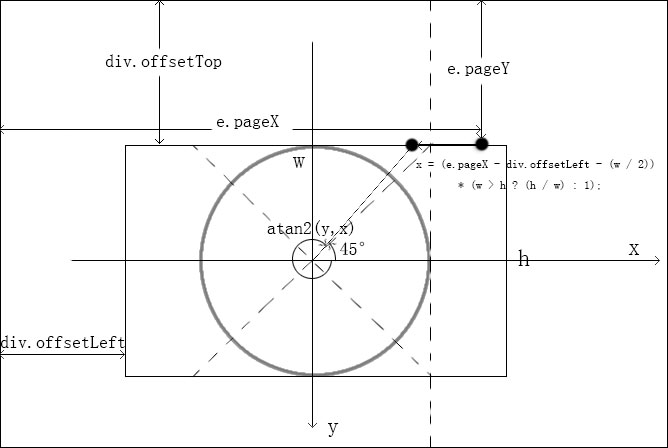 div.offsetTop
e.pageY
e.pageX
w
x = (e.pageX - div.offsetLeft - (w / 2))
* (w > h ? (h / w) : 1);
atan2(y,x)
45°
x
h
div.offsetLeft
y